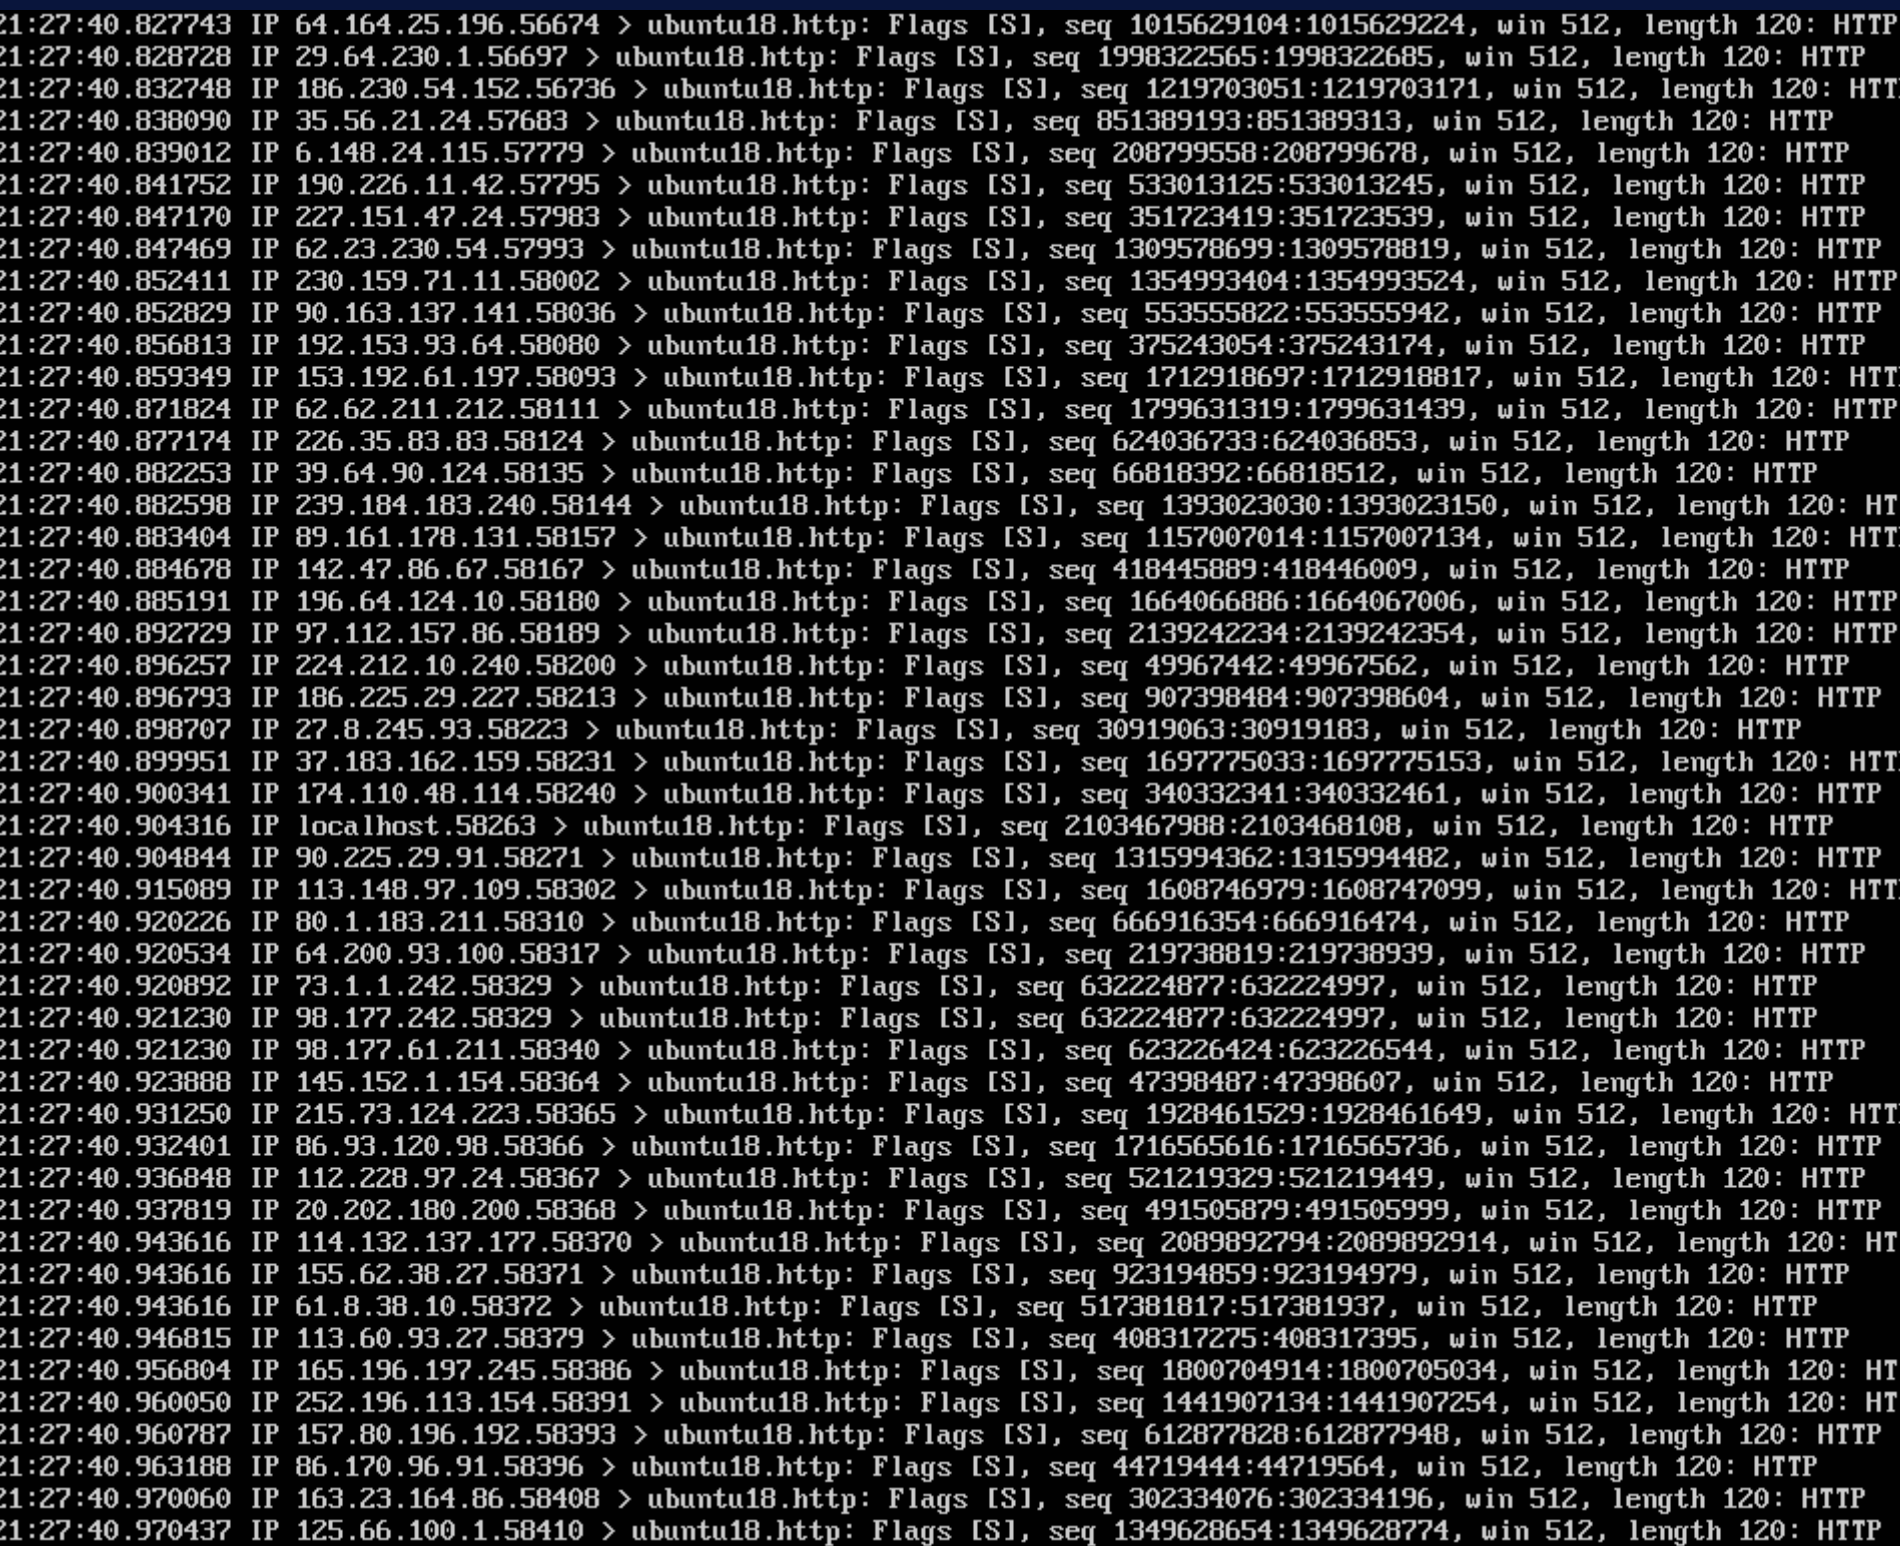 21:27:40.827743 IP 64.164.25.196.56674 > ubuntu18.http: Flags [S], seq 1015629104:1015629224, win 512, length 120: HTTP
21:27:40.828728 IP 29.64.230.1.56697 > ubuntu18.http: Flags [S], seq 1998322565:1998322685, win 512, length 120: HTTP
21:27:40.832748 IP 186.230.54.152.56736 > ubuntu18.http: Flags [S], seq 1219703051:1219703171, win 512, length 120: HTT
21:27:40.838090 IP 35.56.21.24.57683 > ubuntu18.http: Flags [S], seq 851389193:851389313, win 512, length 120: HTTP
21:27:40.839012 IP 6.148.24.115.57779 > ubuntu18.http: Flags [S], seq 208799558:208799678, win 512, length 120: HTTP
21:27:40.841752 IP 190.226.11.42.57795 > ubuntu18.http: Flags [S], seq 533013125:533013245, win 512, length 120: HTTP
21:27:40.847170 IP 227.151.47.24.57983 > ubuntu18.http: Flags [S], seq 351723419:351723539, win 512, length 120: HTTP
21:27:40.847469 IP 62.23.230.54.57993 > ubuntu18.http: Flags [S], seq 1309578699:1309578819, win 512, length 120: HTTP
21:27:40.852411 IP 230.159.71.11.58002 > ubuntu18.http: Flags [S], seq 1354993404:1354993524, win 512, length 120: HTTP
21:27:40.852829 IP 90.163.137.141.58036 > ubuntu18.http: Flags [S], seq 553555822:553555942, win 512, length 120: HTTP
21:27:40.856813 IP 192.153.93.64.58080 > ubuntu18.http: Flags [S], seq 375243054:375243174, win 512, length 120: HTTP
21:27:40.859349 IP 153.192.61.197.58093 > ubuntu18.http: Flags [S], seq 1712918697:1712918817, win 512, length 120: HTT
21:27:40.871824 IP 62.62.211.212.58111 > ubuntu18.http: Flags [S], seq 1799631319:1799631439, win 512, length 120: HTTP
21:27:40.877174 IP 226.35.83.83.58124 > ubuntu18.http: Flags [S], seq 624036733:624036853, win 512, length 120: HTTP
21:27:40.882253 IP 39.64.90.124.58135 > ubuntu18.http: Flags [S], seq 66818392:66818512, win 512, length 120: HTTP
21:27:40.882598 IP 239.184.183.240.58144 > ubuntu18.http: Flags [S], seq 1393023030:1393023150, win 512, length 120: HT
21:27:40.883404 IP 89.161.178.131.58157 > ubuntu18.http: Flags [S], seq 1157007014:1157007134, win 512, length 120: HTT
21:27:40.884678 IP 142.47.86.67.58167 > ubuntu18.http: Flags [S], seq 418445889:418446009, win 512, length 120: HTTP
21:27:40.885191 IP 196.64.124.10.58180 > ubuntu18.http: Flags [S], seq 1664066886:1664067006, win 512, length 120: HTTP
21:27:40.892729 IP 97.112.157.86.58189 > ubuntu18.http: Flags [S], seq 2139242234:2139242354, win 512, length 120: HTTP
21:27:40.896257 IP 224.212.10.240.58200 > ubuntu18.http: Flags [S], seq 49967442:49967562, win 512, length 120: HTTP
21:27:40.896793 IP 186.225.29.227.58213 > ubuntu18.http: Flags [S], seq 907398484:907398604, win 512, length 120: HTTP
21:27:40.898707 IP 27.8.245.93.58223 > ubuntu18.http: Flags [S], seq 30919063:30919183, win 512, length 120: HTTP
21:27:40.899951 IP 37.183.162.159.58231 > ubuntu18.http: Flags [S], seq 1697775033:1697775153, win 512, length 120: HTT
21:27:40.900341 IP 174.110.48.114.58240 > ubuntu18.http: Flags [S], seq 340332341:340332461, win 512, length 120: HTTP
21:27:40.904316 IP localhost.58263 > ubuntu18.http: Flags [S], seq 2103467988:2103468108, win 512, length 120: HTTP
21:27:40.904844 IP 90.225.29.91.58271 > ubuntu18.http: Flags [S], seq 1315994362:1315994482, win 512, length 120: HTTP
21:27:40.915089 IP 113.148.97.109.58302 > ubuntu18.http: Flags [S], seq 1608746979:1608747099, win 512, length 120: HTT
21:27:40.920226 IP 80.1.183.211.58310 > ubuntu18.http: Flags [S], seq 666916354:666916474, win 512, length 120: HTTP
21:27:40.920534 IP 64.200.93.100.58317 > ubuntu18.http: Flags [S], seq 219738819:219738939, win 512, length 120: HTTP
21:27:40.920892 IP 73.1.1.242.58329 > ubuntu18.http: Flags [S], seq 632224877:632224997, win 512, length 120: HTTP
21:27:40.921230 IP 98.177.242.58329 > ubuntu18.http: Flags [S], seq 632224877:632224997, win 512, length 120: HTTP
21:27:40.921230 IP 98.177.61.211.58340 > ubuntu18.http: Flags [S], seq 623226424:623226544, win 512, length 120: HTTP
21:27:40.923888 IP 145.152.1.154.58364 > ubuntu18.http: Flags [S], seq 47398487:47398607, win 512, length 120: HTTP
21:27:40.931250 IP 215.73.124.223.58365 > ubuntu18.http: Flags [S], seq 1928461529:1928461649, win 512, length 120: HTT
21:27:40.932401 IP 86.93.120.98.58366 > ubuntu18.http: Flags [S], seq 1716565616:1716565736, win 512, length 120: HTTP
21:27:40.936848 IP 112.228.97.24.58367 > ubuntu18.http: Flags [S], seq 521219329:521219449, win 512, length 120: HTTP
21:27:40.937819 IP 20.202.180.200.58368 > ubuntu18.http: Flags [S], seq 491505879:491505999, win 512, length 120: HTTP
21:27:40.943616 IP 114.132.137.177.58370 > ubuntu18.http: Flags [S], seq 2089892794:2089892914, win 512, length 120: HT
21:27:40.943616 IP 155.62.38.27.58371 > ubuntu18.http: Flags [S], seq 923194859:923194979, win 512, length 120: HTTP
21:27:40.943616 IP 61.8.38.10.58372 > ubuntu18.http: Flags [S], seq 517381817:517381937, win 512, length 120: HTTP
21:27:40.946815 IP 113.60.93.27.58379 > ubuntu18.http: Flags [S], seq 408317275:408317395, win 512, length 120: HTTP
21:27:40.956804 IP 165.196.197.245.58386 > ubuntu18.http: Flags [S], seq 1800704914:1800705034, win 512, length 120: HT
21:27:40.960050 IP 252.196.113.154.58391 > ubuntu18.http: Flags [S], seq 1441907134:1441907254, win 512, length 120: HT
21:27:40.960787 IP 157.80.196.192.58393 > ubuntu18.http: Flags [S], seq 612877828:612877948, win 512, length 120: HTTP
21:27:40.963188 IP 86.170.96.91.58396 > ubuntu18.http: Flags [S], seq 44719444:44719564, win 512, length 120: HTTP
21:27:40.970060 IP 163.23.164.86.58408 > ubuntu18.http: Flags [S], seq 302334076:302334196, win 512, length 120: HTTP
21:27:40.970437 IP 125.66.100.1.58410 > ubuntu18.http: Flags [S], seq 1349628654:1349628774, win 512, length 120: HTTP